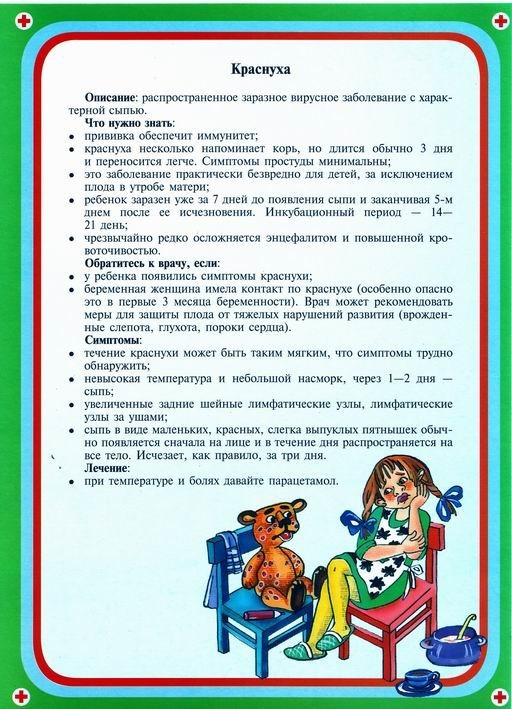 Краснуха
Описание: распространенное заразное вирусное заболевание с харак-
терной сыпью.
Что нужно знать:
• прививка обеспечит иммунитет;
• краснуха несколько напоминает корь, но длится обычно 3 дня
и переносится легче. Симптомы простуды минимальны;
• это заболевание практически безвредно для детей, за исключением
плода в утробе матери;
• ребенок заразен уже за 7 дней до появления сыпи и заканчивая 5-м
днем после ее исчезновения. Инкубационный период — 14—
21 день;
• чрезвычайно редко осложняется энцефалитом и повышенной кро-
воточивостью.
Обратитесь к врачу, если:
• у ребенка появились симптомы краснухи;
• беременная женщина имела контакт по краснухе (особенно опасно
это в первые 3 месяца беременности). Врач может рекомендовать
меры для защиты плода от тяжелых нарушений развития (врожден-
ные слепота, глухота, пороки сердца).
Симптомы:
• течение краснухи может быть таким мягким, что симптомы трудно
обнаружить;
• невысокая температура и небольшой насморк, через 1—2 дня —
сыпь;
• увеличенные задние шейные лимфатические узлы, лимфатические
узлы за ушами;
• сыпь в виде маленьких, красных, слегка выпуклых пятнышек обыч-
но появляется сначала на лице и в течение дня распространяется на
все тело. Исчезает, как правило, за три дня.
Лечение:
• при температуре и болях давайте парацетамол.